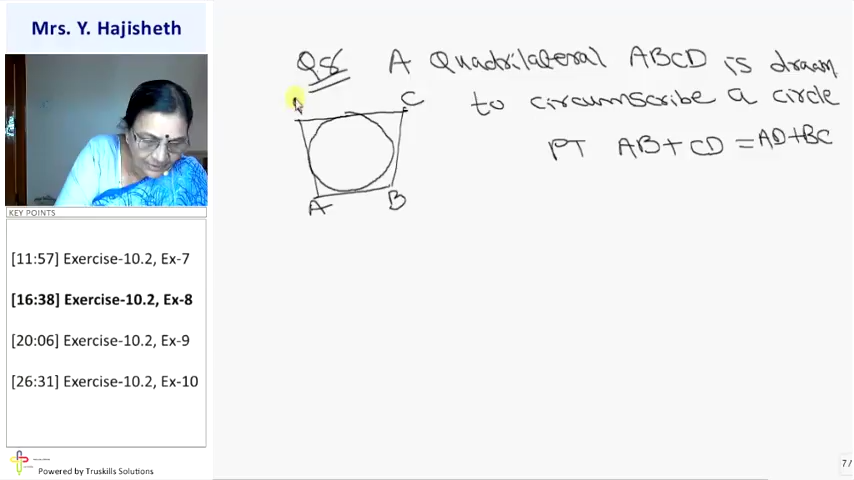 Mrs. Y. Hajisheth
Q8 A Quadrilateral ABCD is drawn
to circumscribe a circle
PT AB + CD = AD + BC
C
A B
KEY POINTS
[11:57] Exercise-10.2, Ex-7
[16:38] Exercise-10.2, Ex-8
[20:06] Exercise-10.2, Ex-9
[26:31] Exercise-10.2, Ex-10
Powered by Truskills Solutions
7/